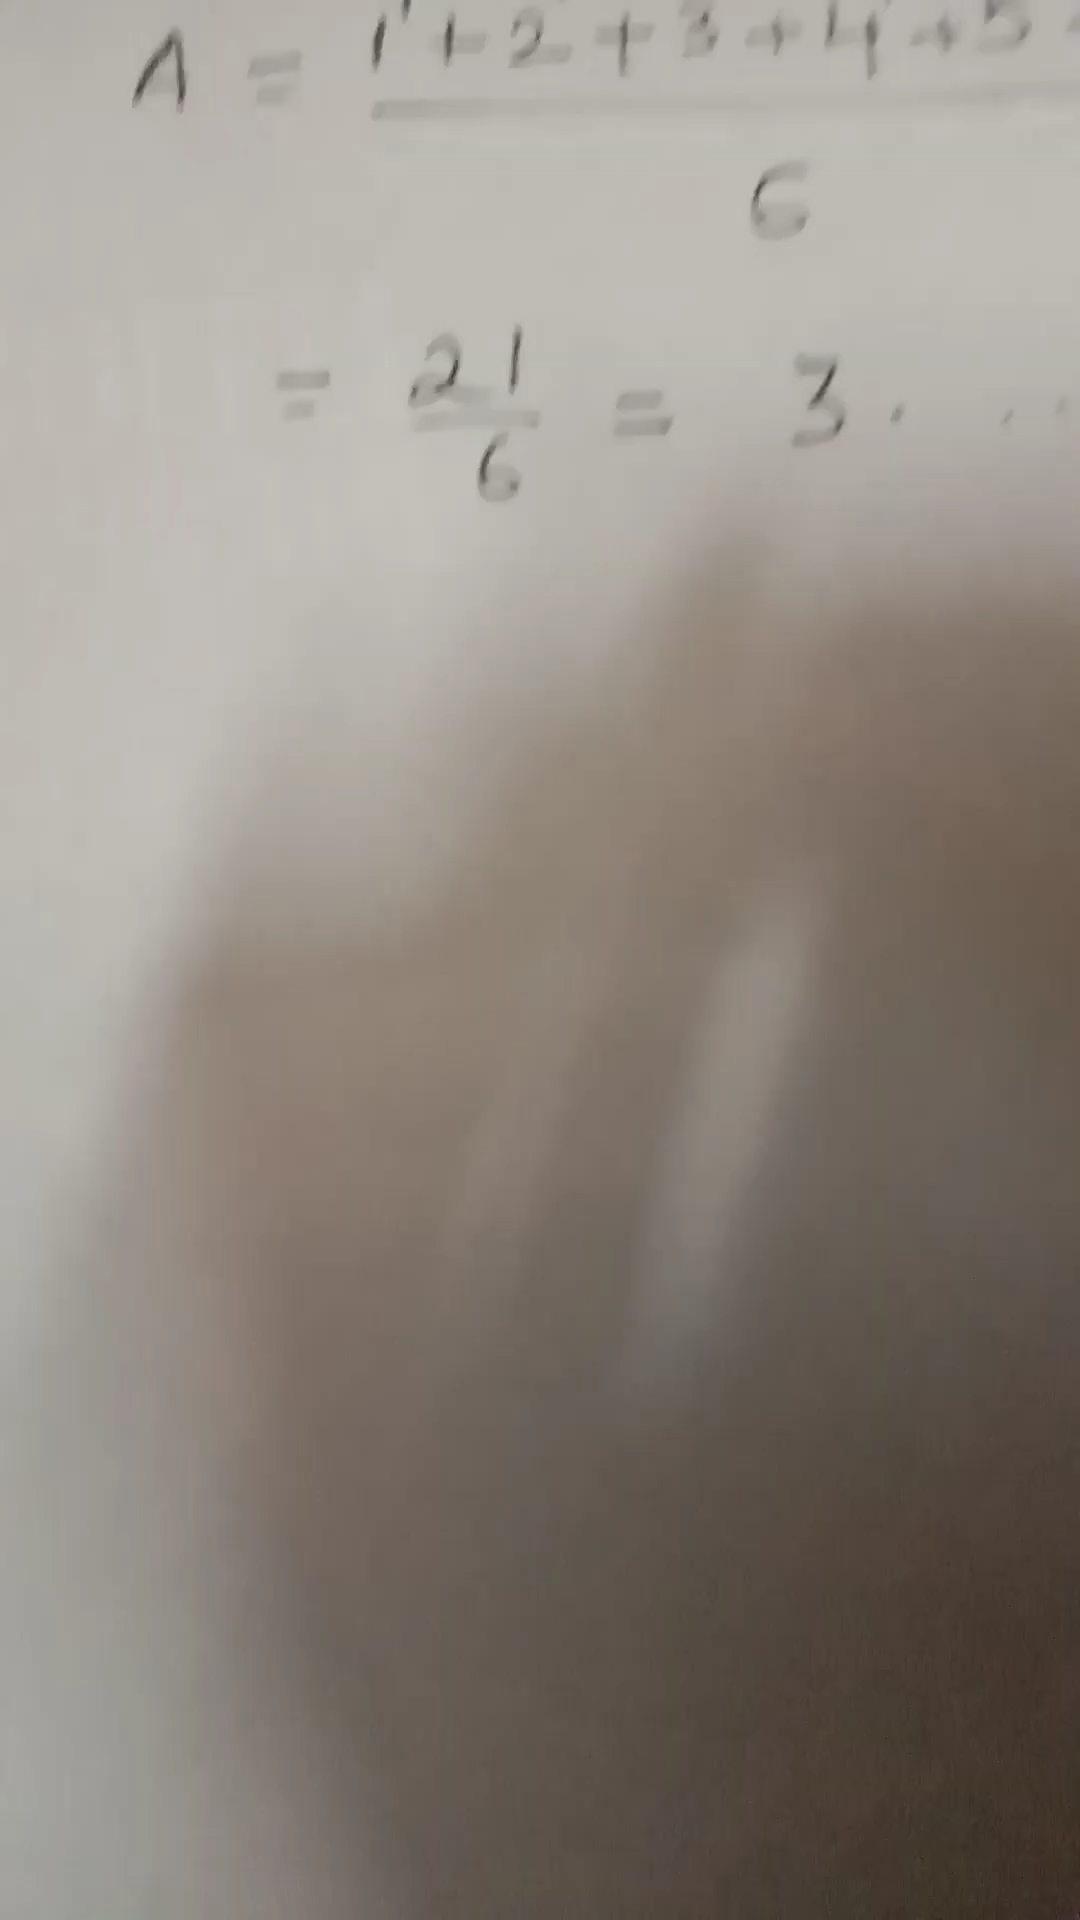 A = 1 + 2 + 3 + 4 + 5
6
= 21/6 = 3 . . .